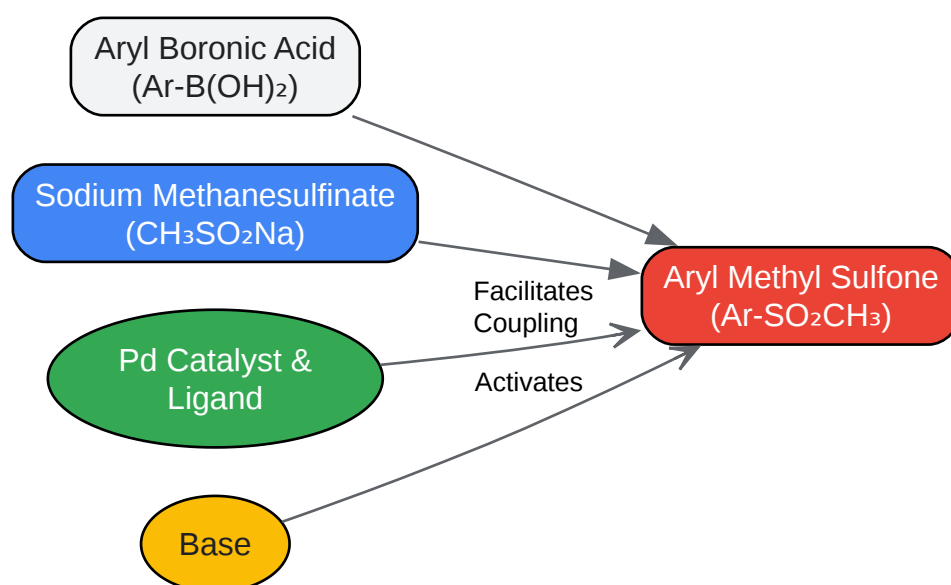 Aryl Boronic Acid
(Ar-B(OH)₂)
Sodium Methanesulfinate
(CH₃SO₂Na)
Aryl Methyl Sulfone
(Ar-SO₂CH₃)
Facilitates
Coupling
Pd Catalyst &
Ligand
Activates
Base